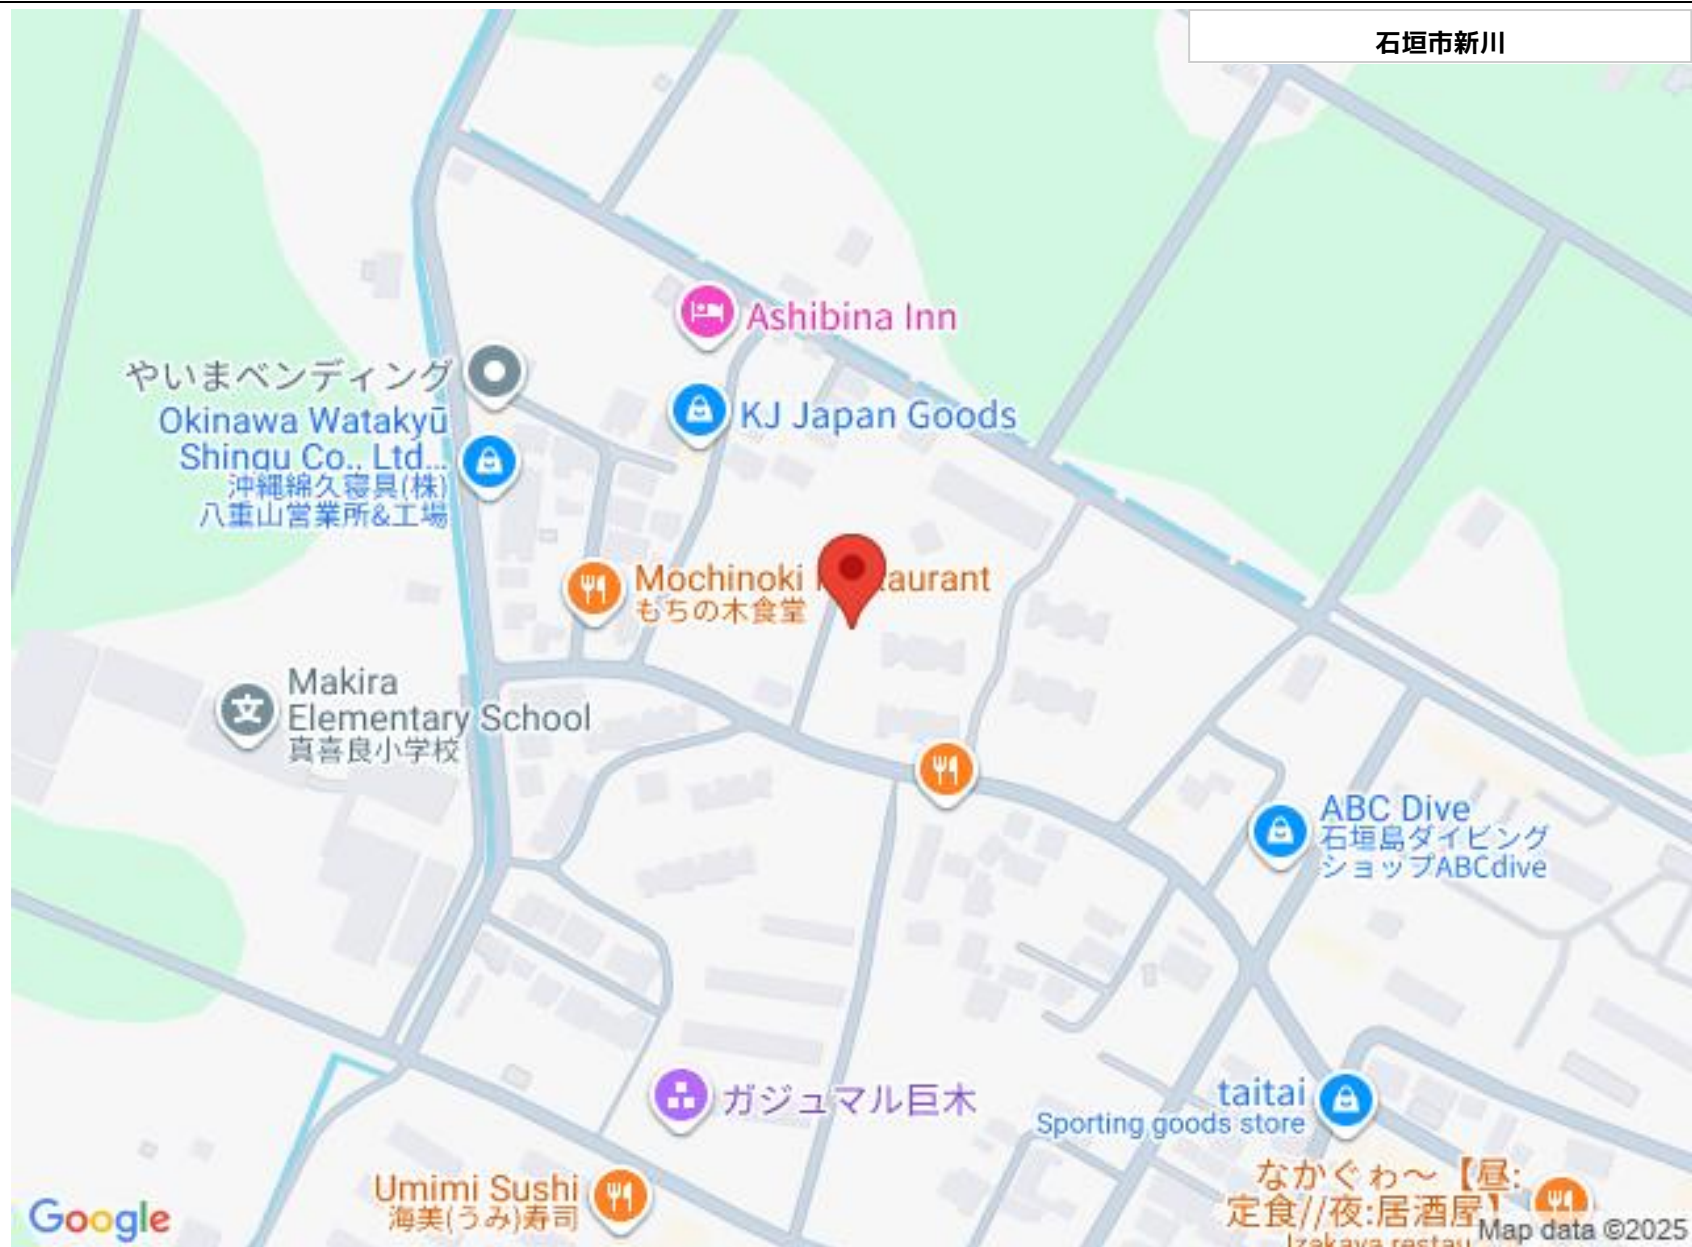 石垣市新川
Ashibina Inn
やいまベンディング
KJ Japan Goods
Okinawa Watakyū
Shingu Co., Ltd...
沖縄綿久寝具(株)
八重山営業所&工場
Mochinoki
taurant
もちの木食堂
Makira
Elementary School
真喜良小学校
文
ABC Dive
石垣島ダイビング
ショップABCdive
ガジュマル巨木
taitai
Sporting goods store
Umimi Sushi
海美(うみ)寿司
なかぐゎ〜【昼:
定食//夜:居酒屋】
Izakaya restau
Google
Map data ©2025